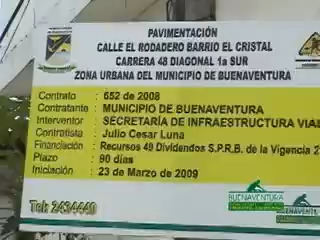 PAVIMENTACIÓN
CALLE EL RODADERO BARRIO EL CRISTAL
CARRERA 48 DIAGONAL 1a SUR
ZONA URBANA DEL MUNICIPIO DE BUENAVENTURA
Contrato : 652 de 2008
Contratante : MUNICIPIO DE BUENAVENTURA
Interventor : SECRETARÍA DE INFRAESTRUCTURA VIAL
Contratista : Julio Cesar Luna
Financiación : Recursos 49 Dividendos S.P.R.B. de la Vigencia
Plazo : 90 días
Iniciación : 23 de Marzo de 2009
Tel: 2434440
BUENAVENTURA
BUENAVENTURA